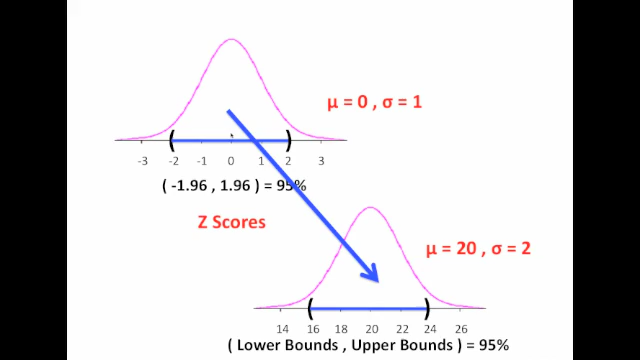 μ = 0 , σ = 1
-3 -2 -1 0 1 2 3
( -1.96 , 1.96 ) = 95%
Z Scores
μ = 20 , σ = 2
14 16 18 20 22 24 26
( Lower Bounds , Upper Bounds ) = 95%